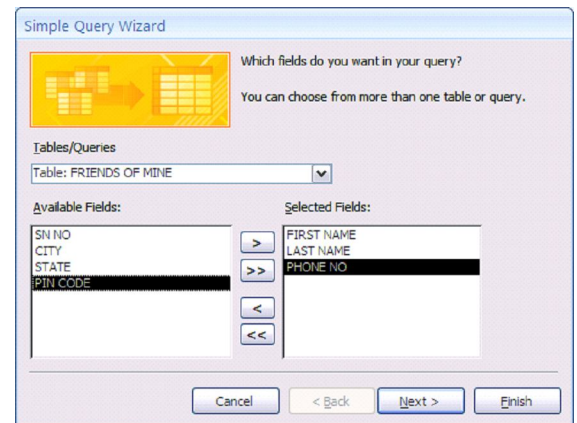 Simple Query Wizard
Which fields do you want in your query?
You can choose from more than one table or query.
Tables/Queries
Table: FRIENDS OF MINE
Available Fields:
SN NO
CITY
STATE
PIN CODE
>
>>
<
<<
Selected Fields:
FIRST NAME
LAST NAME
PHONE NO
Cancel
< Back
Next >
Finish